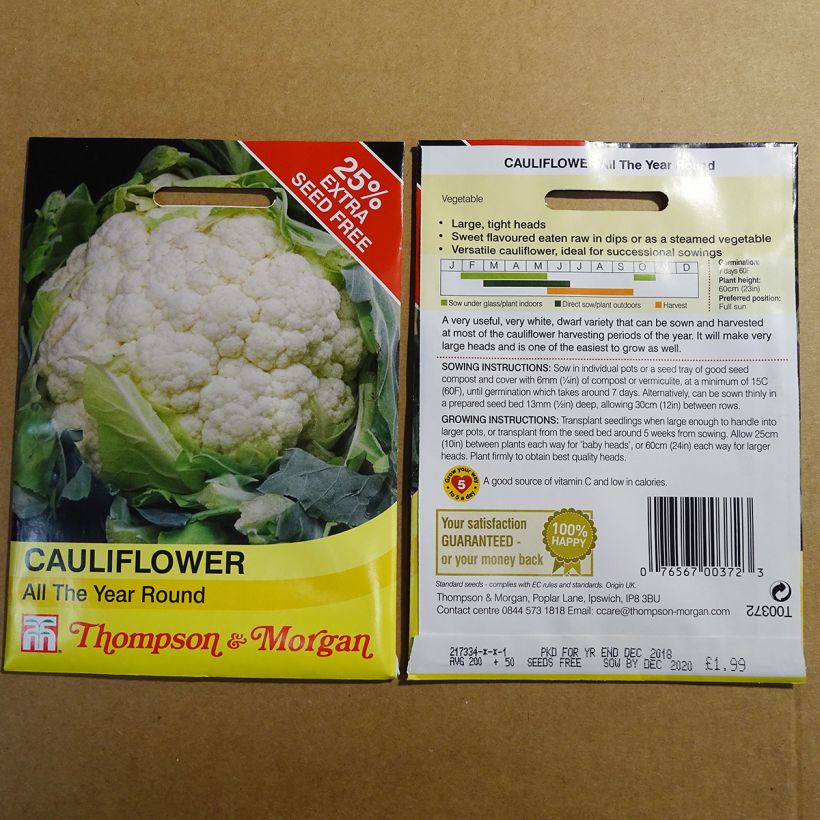 25%
EXTRA
SEED FREE
CAULIFLOWER
All The Year Round
Thompson & Morgan
CAULIFLOWER All The Year Round
Vegetable
• Large, tight heads
• Sweet flavoured eaten raw in dips or as a steamed vegetable
• Versatile cauliflower, ideal for successional sowings
J F M A M J J A S O N D
Germination:
7 days 60F
Plant height:
60cm (23in)
Preferred position:
Full sun
Sow under glass/plant indoors Direct sow/plant outdoors Harvest
A very useful, very white, dwarf variety that can be sown and harvested
at most of the cauliflower harvesting periods of the year. It will make very
large heads and is one of the easiest to grow as well.
SOWING INSTRUCTIONS: Sow in individual pots or a seed tray of good seed
compost and cover with 6mm (¼in) of compost or vermiculite, at a minimum of 15C
(60F), until germination which takes around 7 days. Alternatively, can be sown thinly in
a prepared seed bed 13mm (½in) deep, allowing 30cm (12in) between rows.
GROWING INSTRUCTIONS: Transplant seedlings when large enough to handle into
larger pots, or transplant from the seed bed around 5 weeks from sowing. Allow 25cm
(10in) between plants each way for 'baby heads', or 60cm (24in) each way for larger
heads. Plant firmly to obtain best quality heads.
Grow your way
5
to 5 a day
A good source of vitamin C and low in calories.
Your satisfaction
GUARANTEED -
or your money back
100%
HAPPY
0 76567 00372 3
Standard seeds - complies with EC rules and standards. Origin UK.
Thompson & Morgan, Poplar Lane, Ipswich, IP8 3BU
Contact centre 0844 573 1818 Email: ccare@thompson-morgan.com
T00372
217334-x-x-1 PKD FOR YR END DEC 2018
AVG 200 + 50 SEEDS FREE SOW BY DEC 2020 £1.99